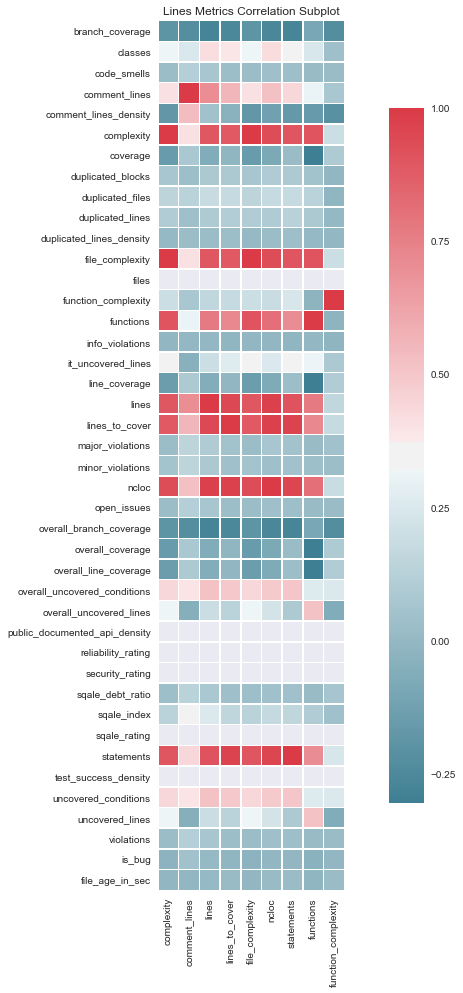 Lines Metrics Correlation Subplot
branch_coverage
classes
code_smells
comment_lines
comment_lines_density
complexity
coverage
duplicated_blocks
duplicated_files
duplicated_lines
duplicated_lines_density
file_complexity
files
function_complexity
functions
info_violations
it_uncovered_lines
line_coverage
lines
lines_to_cover
major_violations
minor_violations
ncloc
open_issues
overall_branch_coverage
overall_coverage
overall_line_coverage
overall_uncovered_conditions
overall_uncovered_lines
public_documented_api_density
reliability_rating
security_rating
sqale_debt_ratio
sqale_index
sqale_rating
statements
test_success_density
uncovered_conditions
uncovered_lines
violations
is_bug
file_age_in_sec
complexity
comment_lines
lines
lines_to_cover
file_complexity
ncloc
statements
functions
function_complexity
1.00
0.75
0.50
0.25
0.00
−0.25